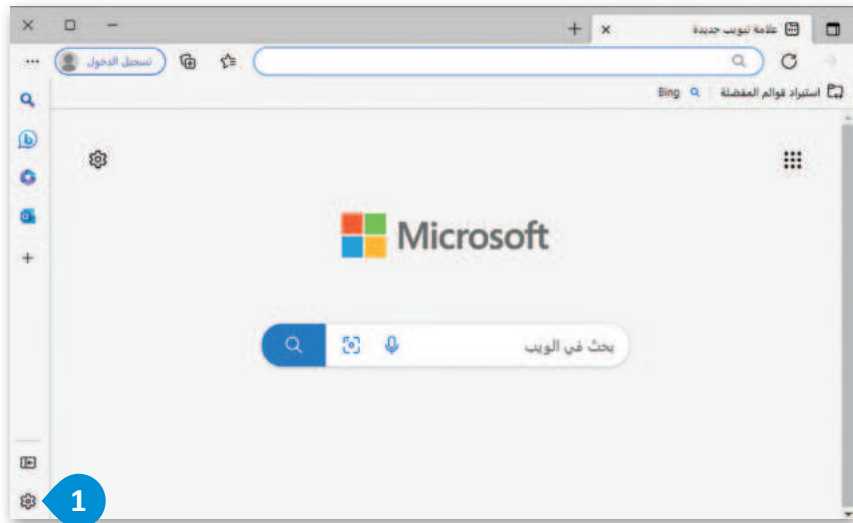 علامة تبويب جديدة
تسجيل الدخول
استيراد قوائم المفضلة
Bing
Microsoft
بحث في الويب
1